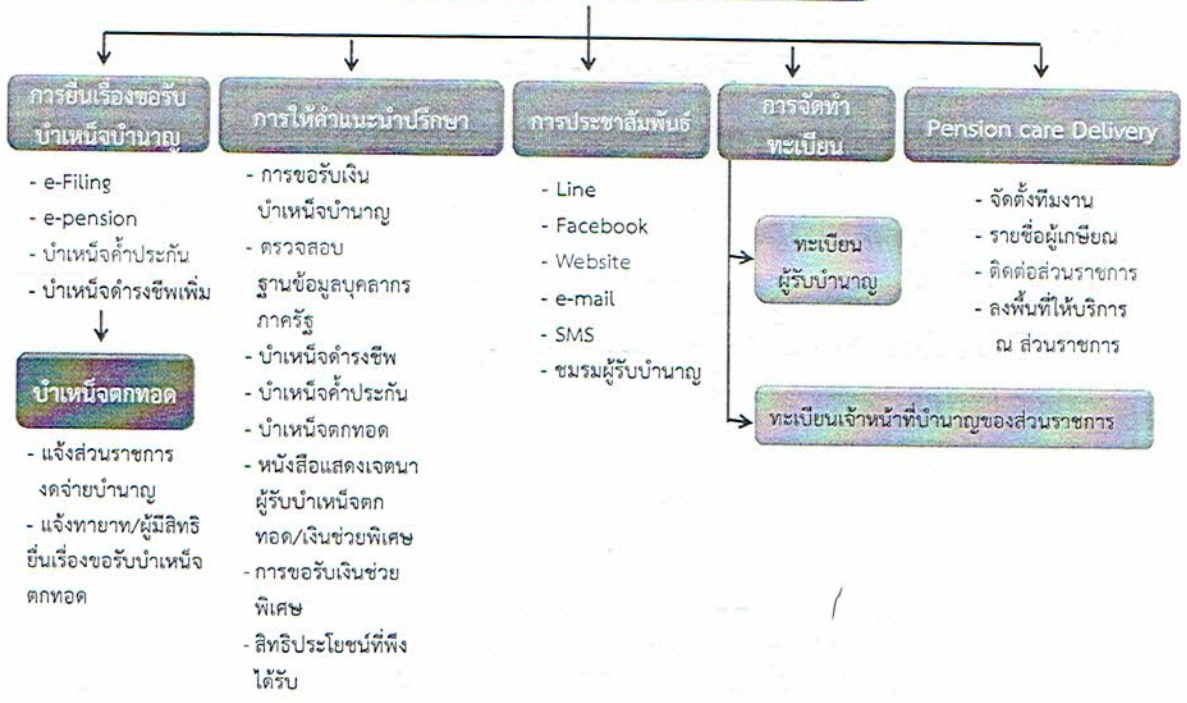 การยื่นเรื่องขอรับ
บำเหน็จบำนาญ
- e-Filing
- e-pension
- บำเหน็จค้ำประกัน
- บำเหน็จดำรงชีพเพิ่ม
บำเหน็จตกทอด
- แจ้งส่วนราชการ
งดจ่ายบำนาญ
- แจ้งทายาท/ผู้มีสิทธิ
ยื่นเรื่องขอรับบำเหน็จ
ตกทอด
การให้คำแนะนำปรึกษา
- การขอรับเงิน
บำเหน็จบำนาญ
- ตรวจสอบ
ฐานข้อมูลบุคลากร
ภาครัฐ
- บำเหน็จดำรงชีพ
- บำเหน็จค้ำประกัน
- บำเหน็จตกทอด
- หนังสือแสดงเจตนา
ผู้รับบำเหน็จตก
ทอด/เงินช่วยพิเศษ
- การขอรับเงินช่วย
พิเศษ
- สิทธิประโยชน์ที่พึง
ได้รับ
การประชาสัมพันธ์
- Line
- Facebook
- Website
- e-mail
- SMS
- ชมรมผู้รับบำนาญ
การจัดทำ
ทะเบียน
ทะเบียน
ผู้รับบำนาญ
ทะเบียนเจ้าหน้าที่บำนาญของส่วนราชการ
Pension care Delivery
- จัดตั้งทีมงาน
- รายชื่อผู้เกษียณ
- ติดต่อส่วนราชการ
- ลงพื้นที่ให้บริการ
ณ ส่วนราชการ